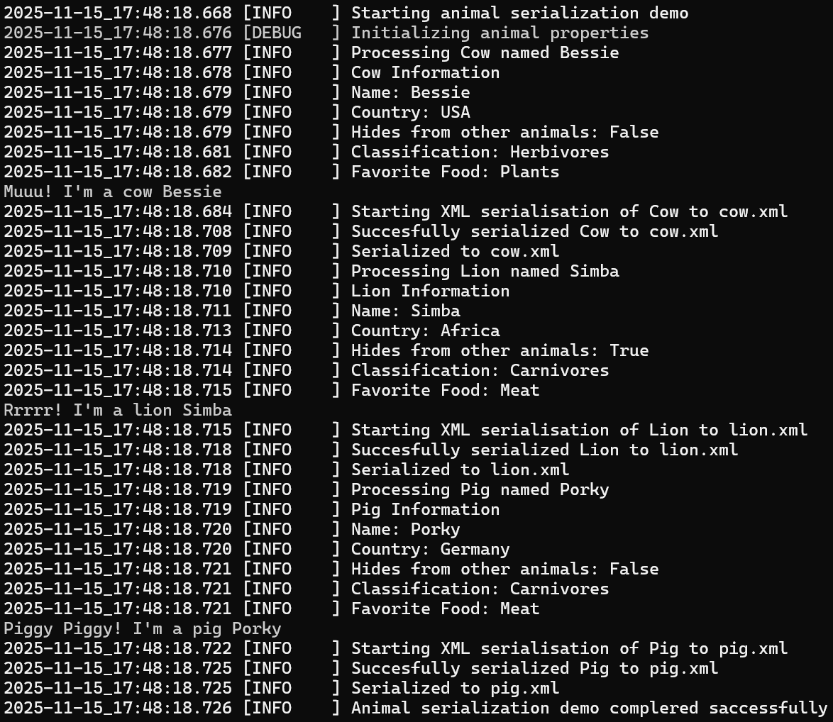 2025-11-15_17:48:18.668 [INFO    ] Starting animal serialization demo
2025-11-15_17:48:18.676 [DEBUG   ] Initializing animal properties
2025-11-15_17:48:18.677 [INFO    ] Processing Cow named Bessie
2025-11-15_17:48:18.678 [INFO    ] Cow Information
2025-11-15_17:48:18.679 [INFO    ] Name: Bessie
2025-11-15_17:48:18.679 [INFO    ] Country: USA
2025-11-15_17:48:18.679 [INFO    ] Hides from other animals: False
2025-11-15_17:48:18.681 [INFO    ] Classification: Herbivores
2025-11-15_17:48:18.682 [INFO    ] Favorite Food: Plants
Muuu! I'm a cow Bessie
2025-11-15_17:48:18.684 [INFO    ] Starting XML serialisation of Cow to cow.xml
2025-11-15_17:48:18.708 [INFO    ] Succesfully serialized Cow to cow.xml
2025-11-15_17:48:18.709 [INFO    ] Serialized to cow.xml
2025-11-15_17:48:18.710 [INFO    ] Processing Lion named Simba
2025-11-15_17:48:18.710 [INFO    ] Lion Information
2025-11-15_17:48:18.711 [INFO    ] Name: Simba
2025-11-15_17:48:18.713 [INFO    ] Country: Africa
2025-11-15_17:48:18.714 [INFO    ] Hides from other animals: True
2025-11-15_17:48:18.714 [INFO    ] Classification: Carnivores
2025-11-15_17:48:18.715 [INFO    ] Favorite Food: Meat
Rrrrr! I'm a lion Simba
2025-11-15_17:48:18.715 [INFO    ] Starting XML serialisation of Lion to lion.xml
2025-11-15_17:48:18.718 [INFO    ] Succesfully serialized Lion to lion.xml
2025-11-15_17:48:18.718 [INFO    ] Serialized to lion.xml
2025-11-15_17:48:18.719 [INFO    ] Processing Pig named Porky
2025-11-15_17:48:18.719 [INFO    ] Pig Information
2025-11-15_17:48:18.720 [INFO    ] Name: Porky
2025-11-15_17:48:18.720 [INFO    ] Country: Germany
2025-11-15_17:48:18.721 [INFO    ] Hides from other animals: False
2025-11-15_17:48:18.721 [INFO    ] Classification: Carnivores
2025-11-15_17:48:18.721 [INFO    ] Favorite Food: Meat
Piggy Piggy! I'm a pig Porky
2025-11-15_17:48:18.722 [INFO    ] Starting XML serialisation of Pig to pig.xml
2025-11-15_17:48:18.725 [INFO    ] Succesfully serialized Pig to pig.xml
2025-11-15_17:48:18.725 [INFO    ] Serialized to pig.xml
2025-11-15_17:48:18.726 [INFO    ] Animal serialization demo complered saccessfully